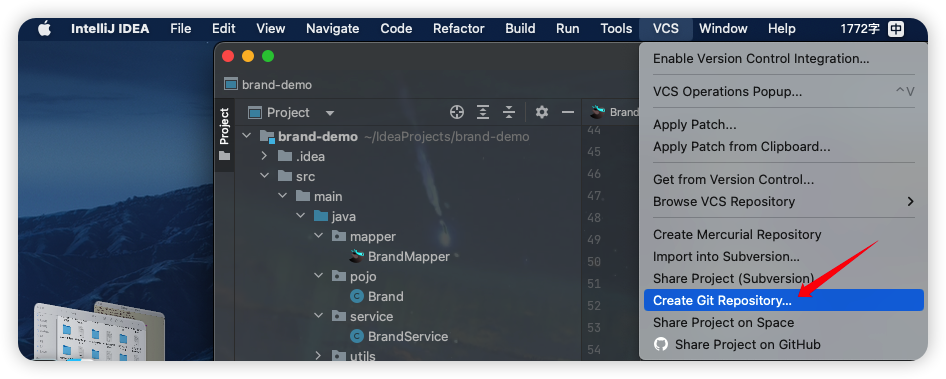 IntelliJ IDEA File Edit View Navigate Code Refactor Build Run Tools VCS Window Help 1772字 中
brand-demo
Project
Project
brand-demo ~/IdeaProjects/brand-demo
.idea
src
main
java
mapper
BrandMapper
pojo
C Brand
service
C BrandService
utils
Brand
44
45
46
47
48
49
50
51
52
53
54
Enable Version Control Integration...
VCS Operations Popup... ^V
Apply Patch...
Apply Patch from Clipboard...
Get from Version Control...
Browse VCS Repository
Create Mercurial Repository
Import into Subversion...
Share Project (Subversion)
Create Git Repository...
Share Project on Space
Share Project on GitHub